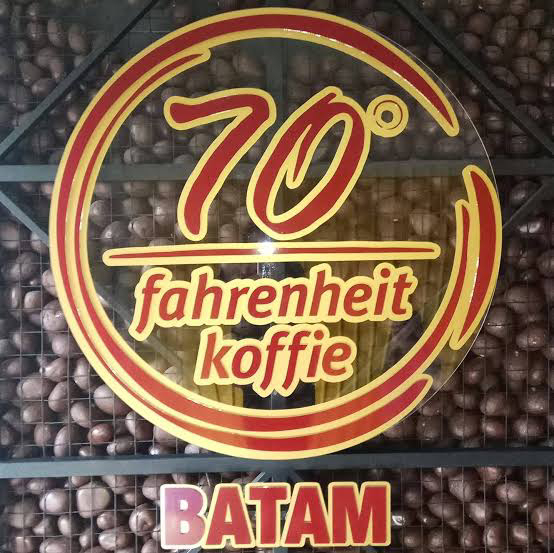 70°
fahrenheit
koffie
BATAM